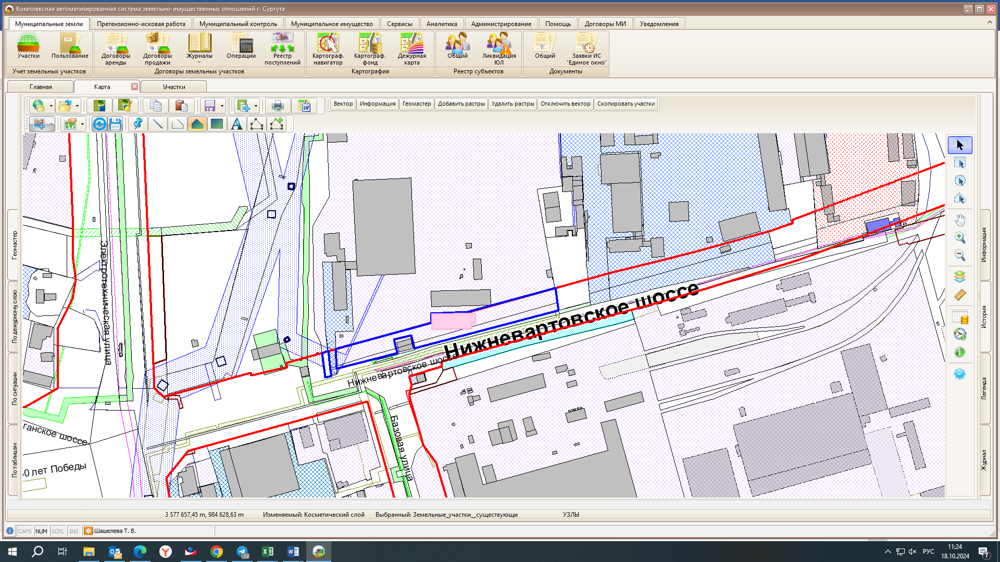 Комплексная автоматизированная система земельно-имущественных отношений г. Сургута
Муниципальные земли
Претензионно-исковая работа
Муниципальный контроль
Муниципальное имущество
Сервисы
Аналитика
Администрирование
Помощь
Договоры МИ
Уведомления
Участки
Пользование
Договоры аренды
Договоры продажи
Журналы
Операции
Реестр поступлений
Картограф. навигатор
Картограф. фонд
Дежурная карта
Общий
Ликвидация ЮЛ
Общий
Заявки ИС "Единое окно"
Учет земельных участков
Договоры земельных участков
Картография
Реестр субъектов
Документы
Главная
Карта
Участки
Вектор
Информация
Геомастер
Добавить растры
Удалить растры
Отключить вектор
Скопировать участки
Геомастер
По дежурному слою
По ситуации
По таблицам
Электротехническая улица
Нижневартовское шоссе
Нижневартовское шоссе
Базовая улица
ганское шоссе
60 лет Победы
Информация
История
Легенда
Журнал
3 577 657,45 m, 984 628,63 m
Изменяемый: Косметический слой
Выбранный: Земельные_участки__существующи
УЗЛЫ
CAPS
NUM
SCRL
INS
Шашелева Т. В.
53
РУС
11:24
18.10.2024
7